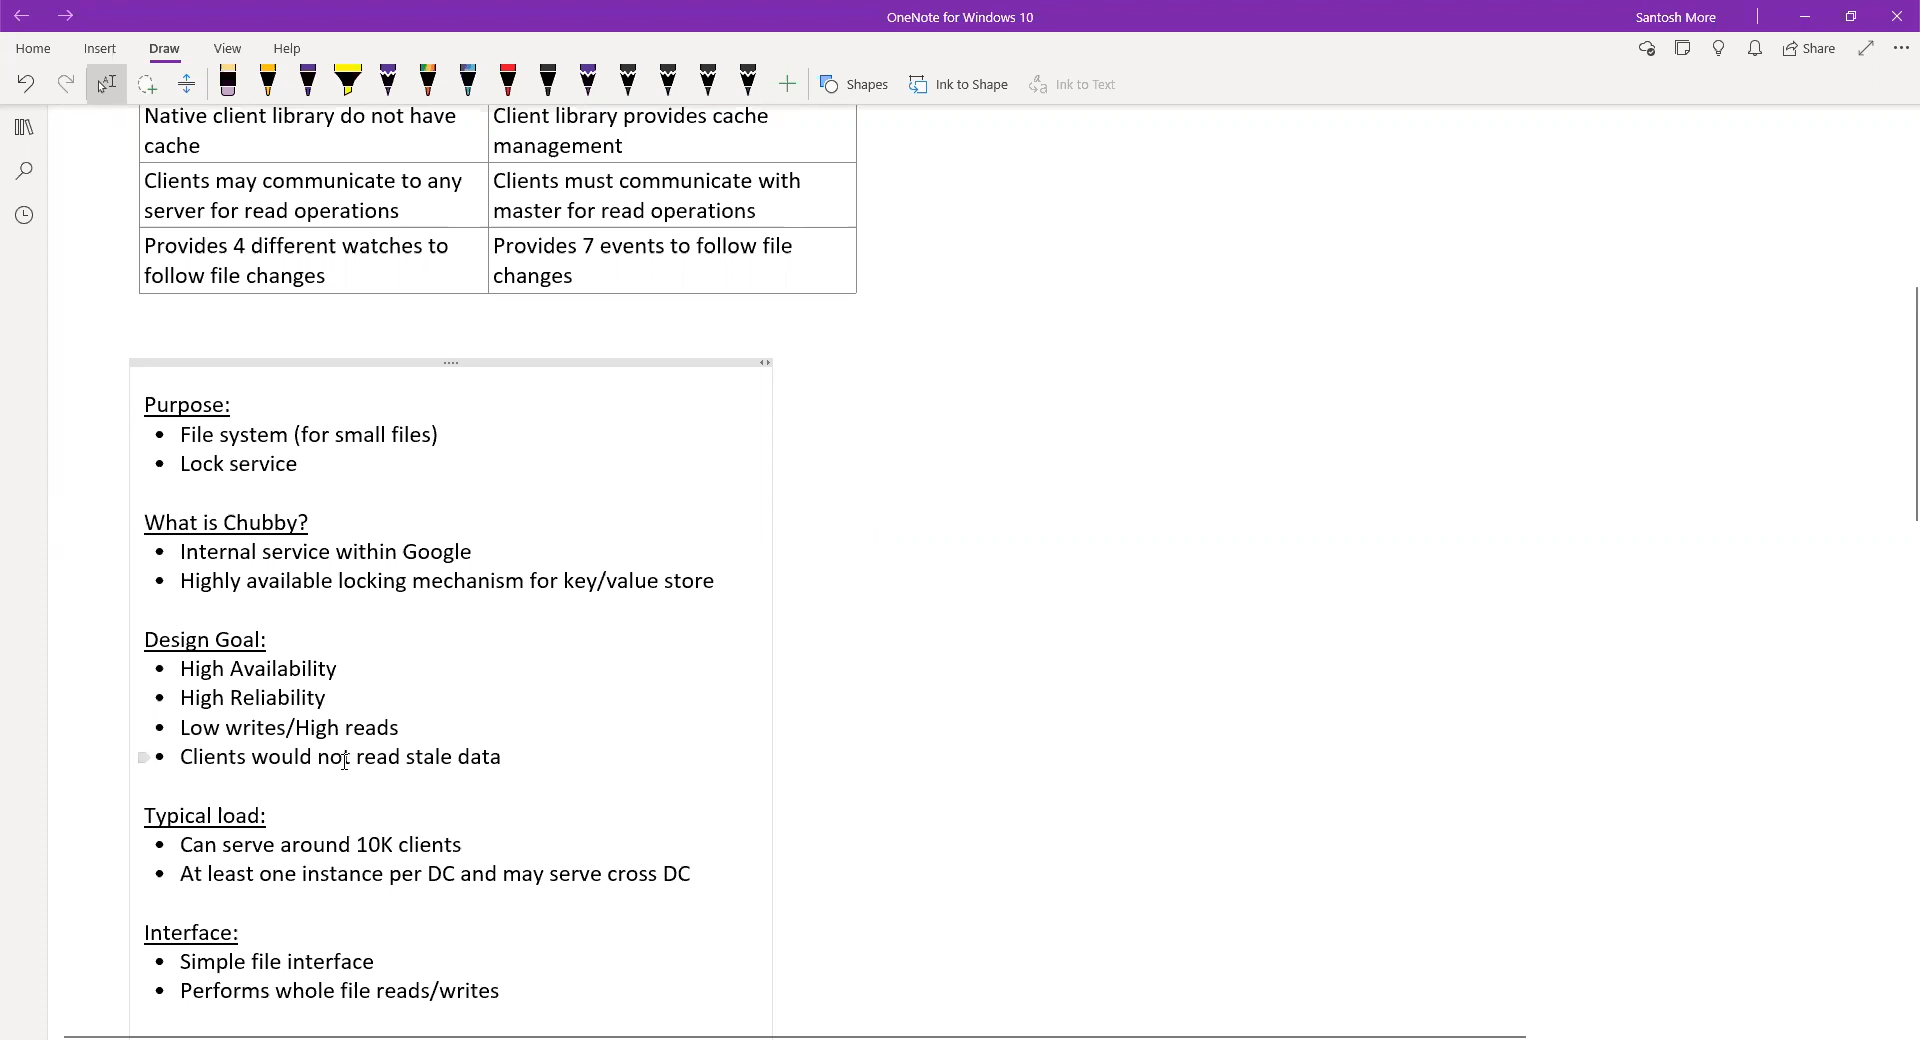 OneNote for Windows 10
Santosh More
Home Insert Draw View Help
Share
Shapes Ink to Shape Ink to Text
Native client library do not have
cache
Client library provides cache
management
Clients may communicate to any
server for read operations
Clients must communicate with
master for read operations
Provides 4 different watches to
follow file changes
Provides 7 events to follow file
changes
Purpose:
• File system (for small files)
• Lock service
What is Chubby?
• Internal service within Google
• Highly available locking mechanism for key/value store
Design Goal:
• High Availability
• High Reliability
• Low writes/High reads
• Clients would not read stale data
Typical load:
• Can serve around 10K clients
• At least one instance per DC and may serve cross DC
Interface:
• Simple file interface
• Performs whole file reads/writes